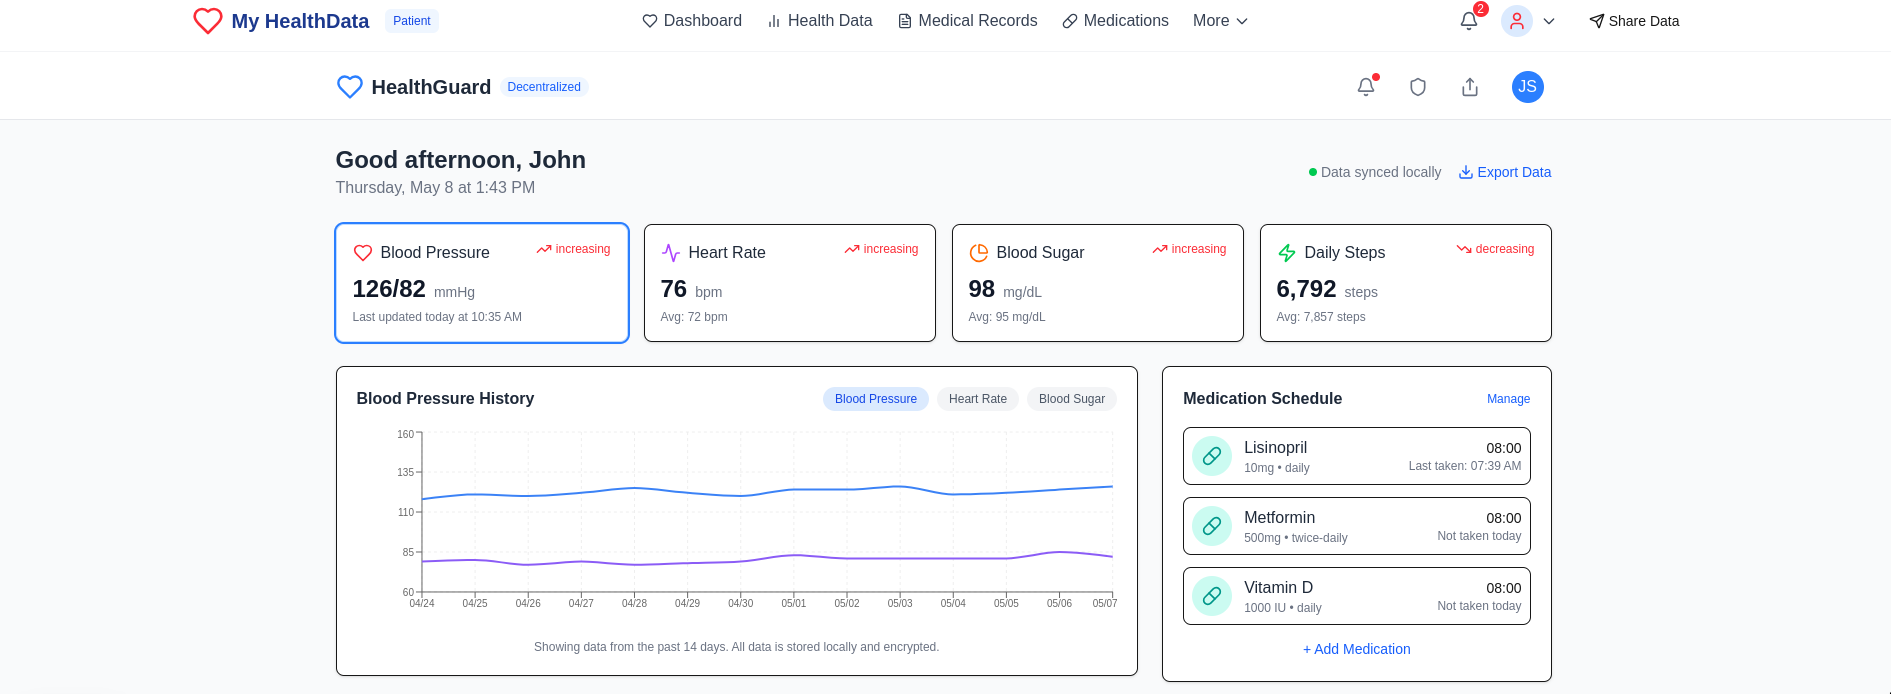 My HealthData Patient Dashboard Health Data Medical Records Medications More 2 Share Data
HealthGuard Decentralized JS
Good afternoon, John
Thursday, May 8 at 1:43 PM
Data synced locally Export Data
Blood Pressure increasing
126/82 mmHg
Last updated today at 10:35 AM
Heart Rate increasing
76 bpm
Avg: 72 bpm
Blood Sugar increasing
98 mg/dL
Avg: 95 mg/dL
Daily Steps decreasing
6,792 steps
Avg: 7,857 steps
Blood Pressure History Blood Pressure Heart Rate Blood Sugar
160
135
110
85
60
04/24 04/25 04/26 04/27 04/28 04/29 04/30 05/01 05/02 05/03 05/04 05/05 05/06 05/07
Showing data from the past 14 days. All data is stored locally and encrypted.
Medication Schedule Manage
Lisinopril 08:00
10mg • daily Last taken: 07:39 AM
Metformin 08:00
500mg • twice-daily Not taken today
Vitamin D 08:00
1000 IU • daily Not taken today
+ Add Medication